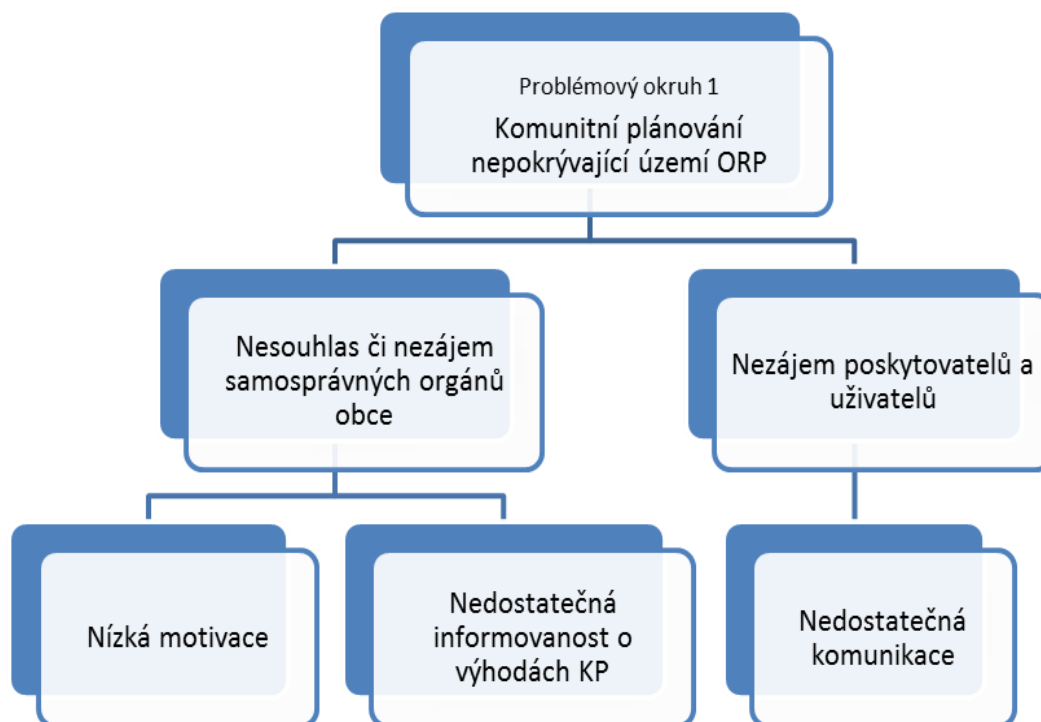 Problémový okruh 1
Komunitní plánování
nepokrývající území ORP
Nesouhlas či nezájem
samosprávných orgánů
obce
Nezájem poskytovatelů a
uživatelů
Nízká motivace
Nedostatečná
informovanost o
výhodách KP
Nedostatečná
komunikace